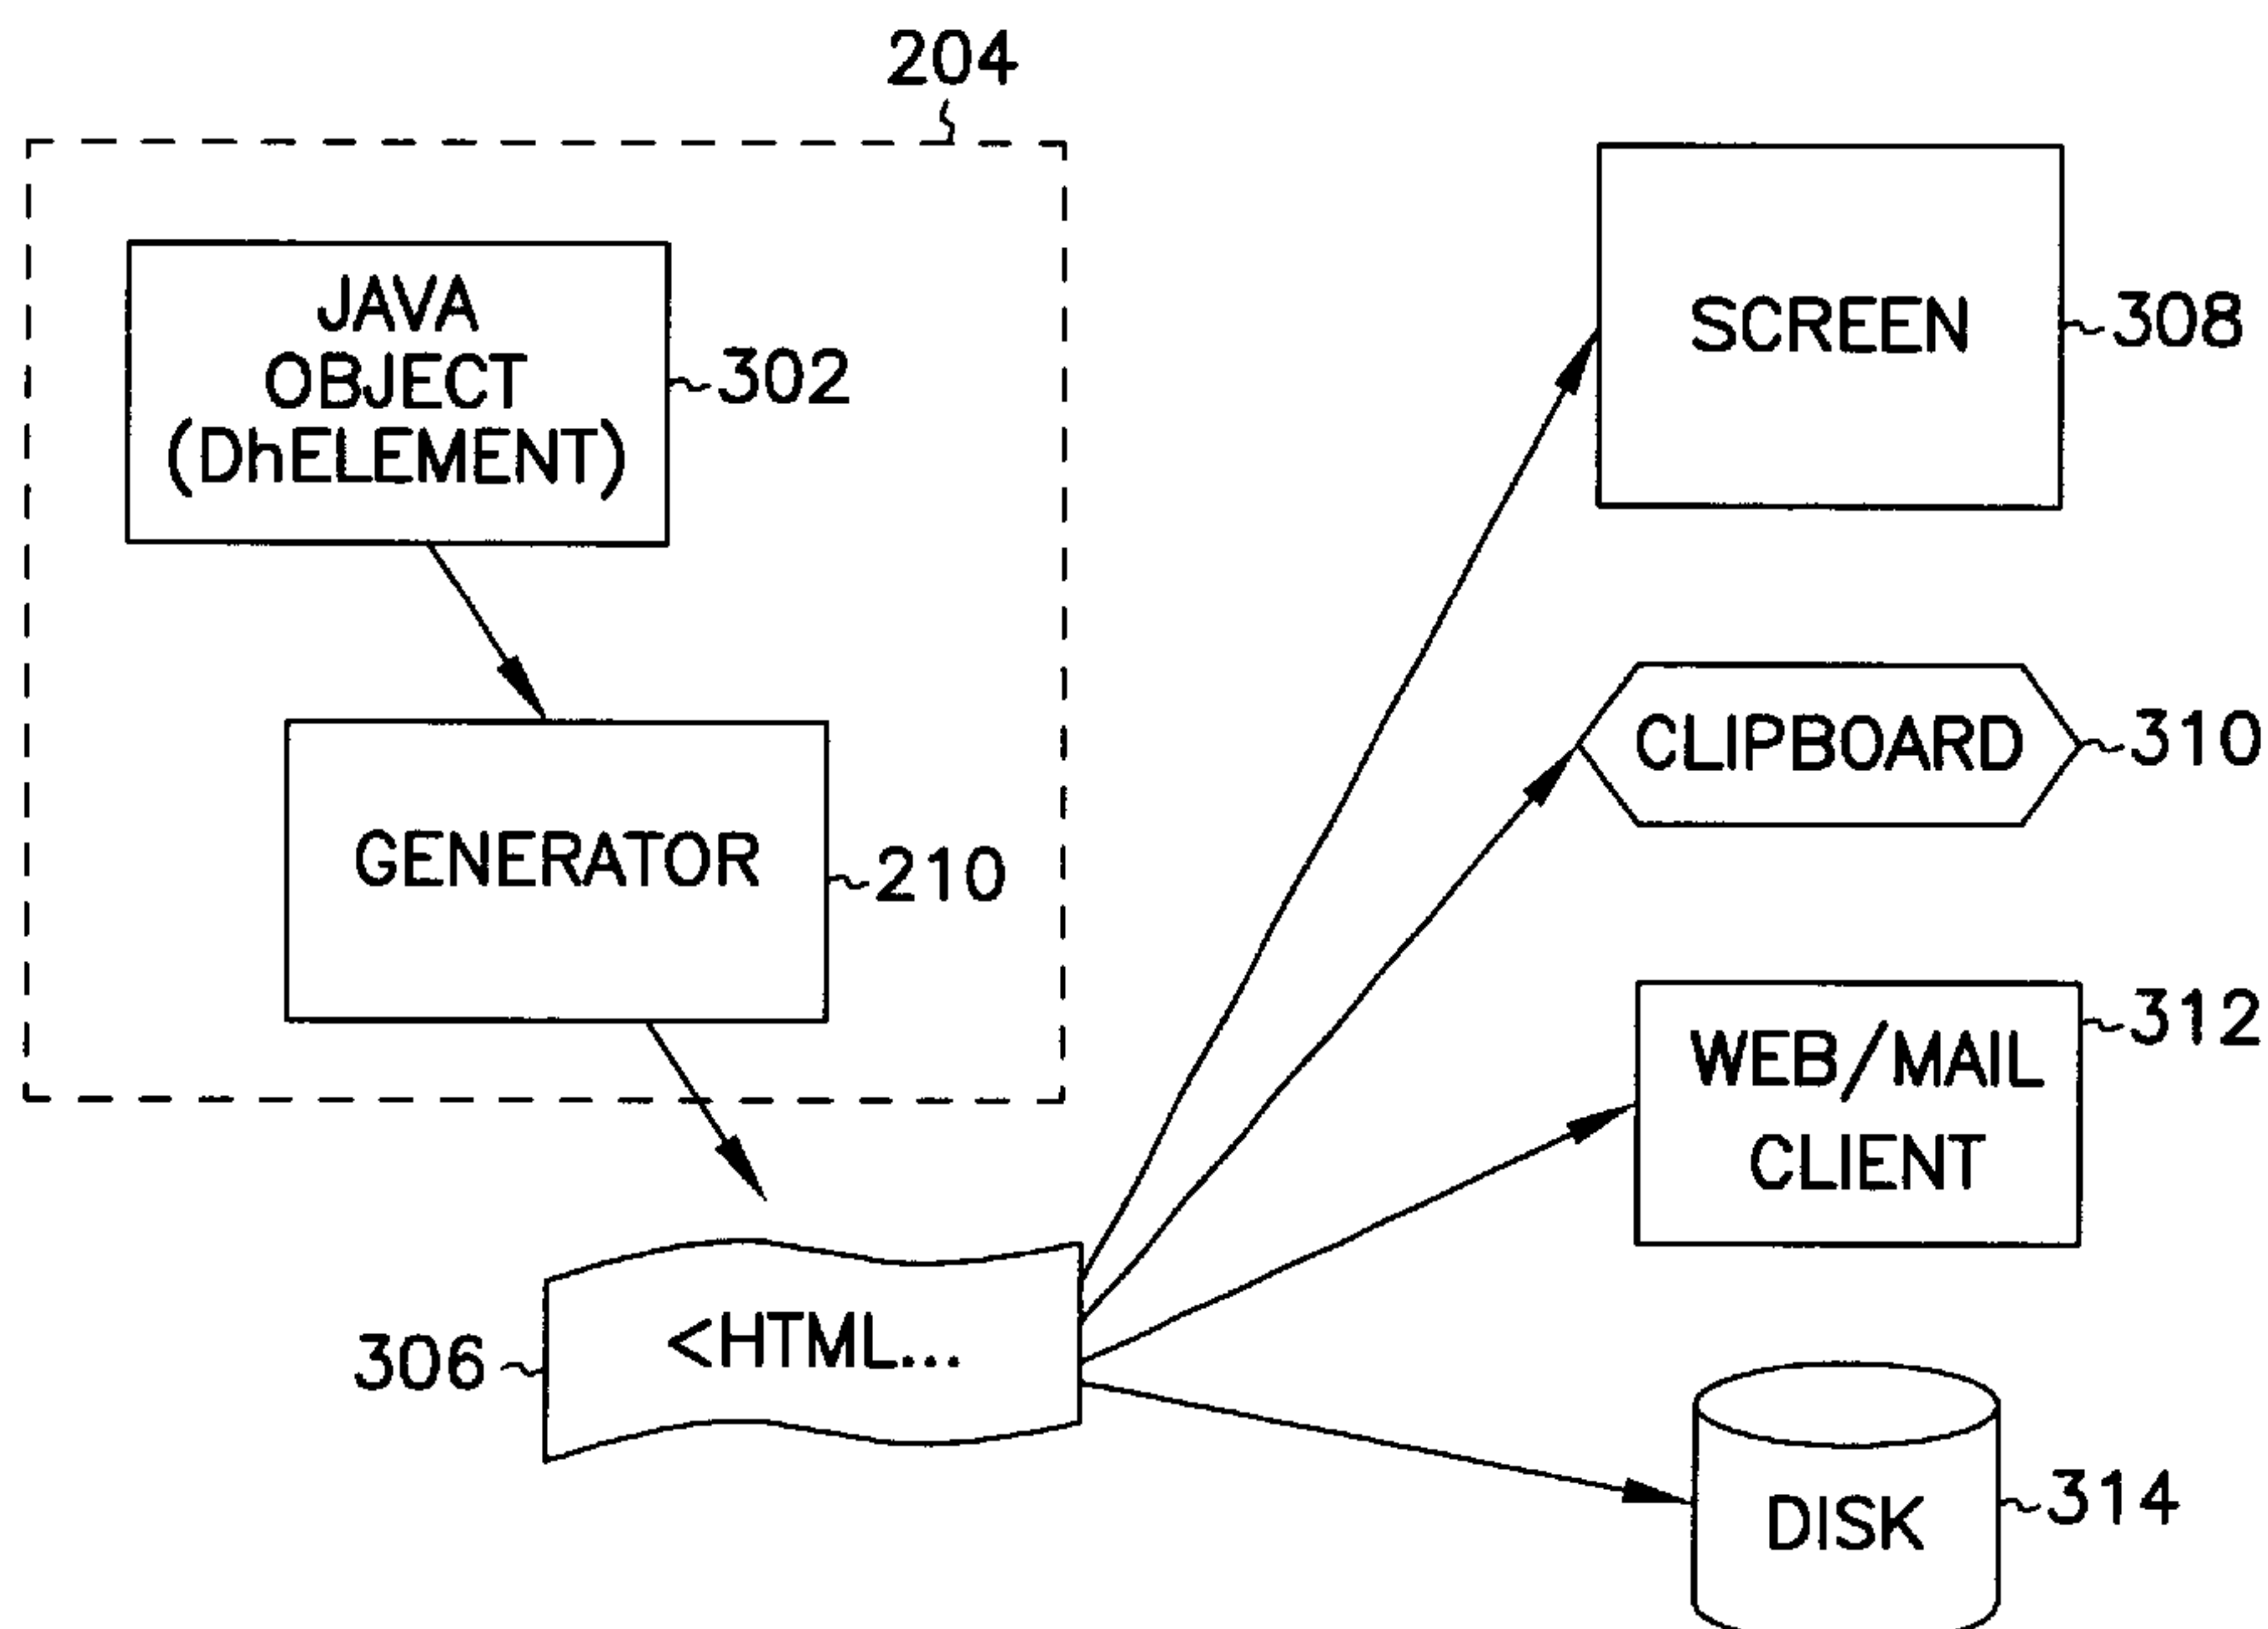 204
JAVA
OBJECT
(DhELEMENT)
302
GENERATOR
210
<HTML...
306
SCREEN
308
CLIPBOARD
310
WEB/MAIL
CLIENT
312
DISK
314